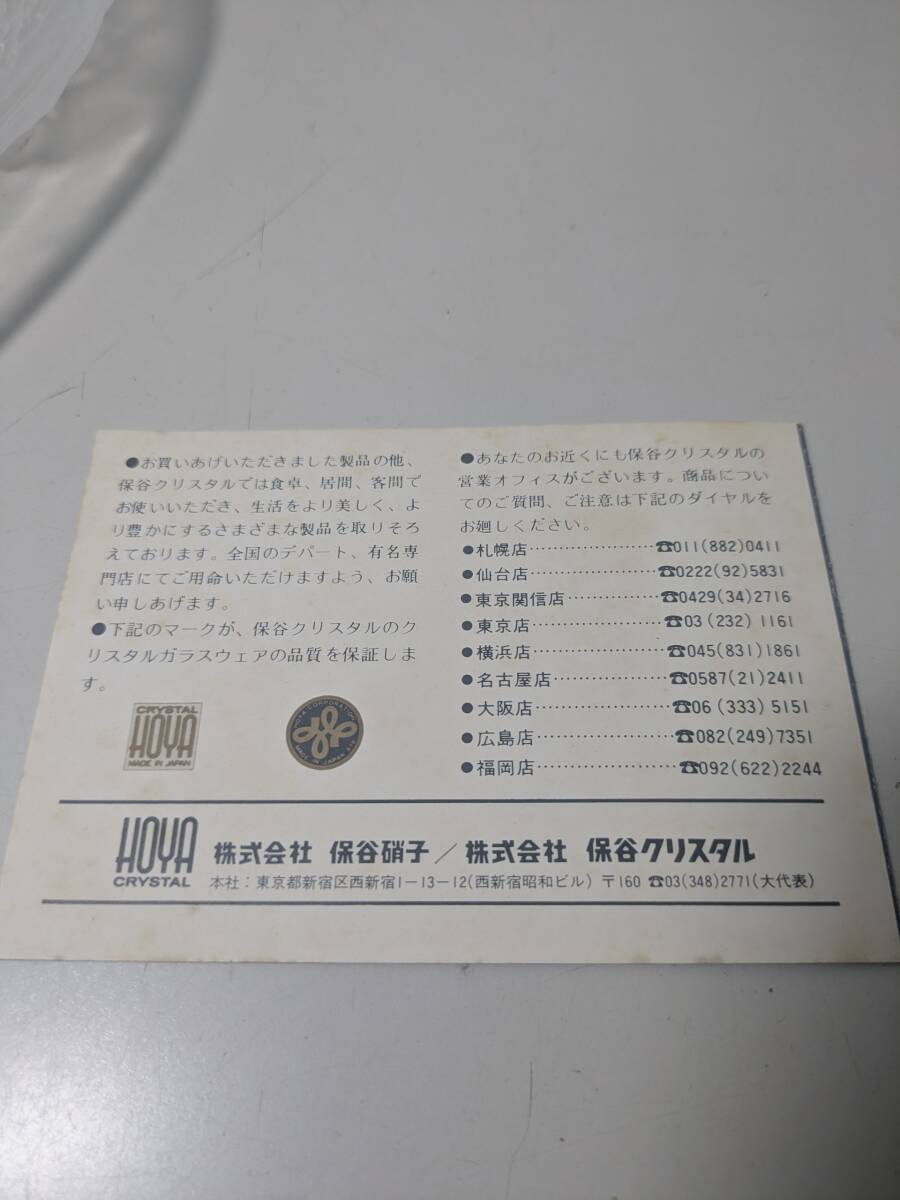 ●お買いあげいただきました製品の他、
保谷クリスタルでは食卓、居間、客間で
お使いいただき、生活をより美しく、よ
り豊かにするさまざまな製品を取りそろ
えております。全国のデパート、有名専
門店にてご用命いただけますよう、お願
い申しあげます。
●下記のマークが、保谷クリスタルのク
リスタルガラスウェアの品質を保証しま
す。
CRYSTAL
HOYA
MADE IN JAPAN
HOYA CORPORATION
MADE IN JAPAN
●あなたのお近くにも保谷クリスタルの
営業オフィスがございます。商品につい
てのご質問、ご注意は下記のダイヤルを
お廻しください。
●札幌店⋯⋯⋯⋯⋯⋯⋯☎011(882)0411
●仙台店⋯⋯⋯⋯⋯⋯⋯☎0222(92)5831
●東京関信店⋯⋯⋯⋯⋯☎0429(34)2716
●東京店⋯⋯⋯⋯⋯⋯⋯☎03(232)1161
●横浜店⋯⋯⋯⋯⋯⋯⋯☎045(831)1861
●名古屋店⋯⋯⋯⋯⋯⋯☎0587(21)2411
●大阪店⋯⋯⋯⋯⋯⋯⋯☎06(333)5151
●広島店⋯⋯⋯⋯⋯⋯⋯☎082(249)7351
●福岡店⋯⋯⋯⋯⋯⋯⋯☎092(622)2244
HOYA
CRYSTAL
株式会社 保谷硝子／株式会社 保谷クリスタル
本社：東京都新宿区西新宿1－13－12(西新宿昭和ビル) 〒160 ☎03(348)2771(大代表)